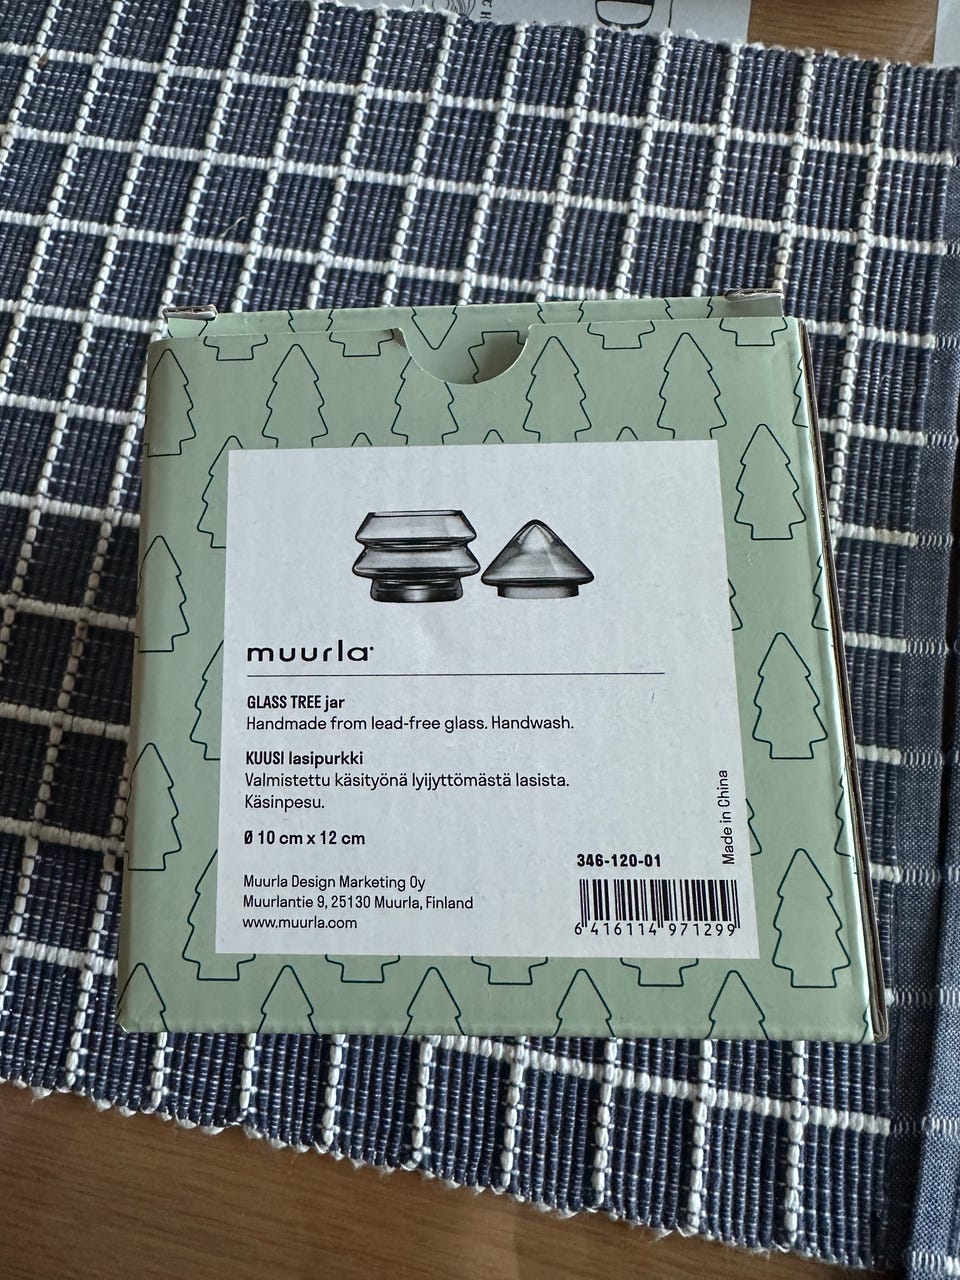 muurla
GLASS TREE jar
Handmade from lead-free glass. Handwash.
KUUSI lasipurkki
Valmistettu käsityönä lyijyttömästä lasista.
Käsinpesu.
Ø 10 cm x 12 cm
Muurla Design Marketing Oy
Muurlantie 9, 25130 Muurla, Finland
www.muurla.com
346-120-01
6 416114 971299
Made in China